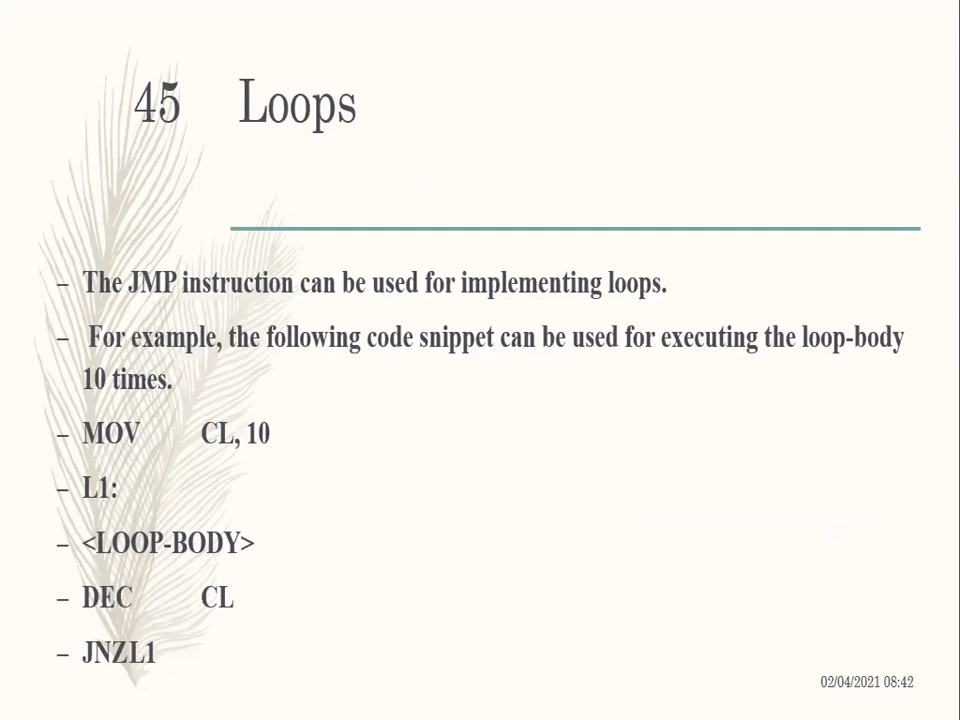 45 Loops
– The JMP instruction can be used for implementing loops.
– For example, the following code snippet can be used for executing the loop-body
10 times.
– MOV CL, 10
– L1:
– <LOOP-BODY>
– DEC CL
– JNZL1
02/04/2021 08:42